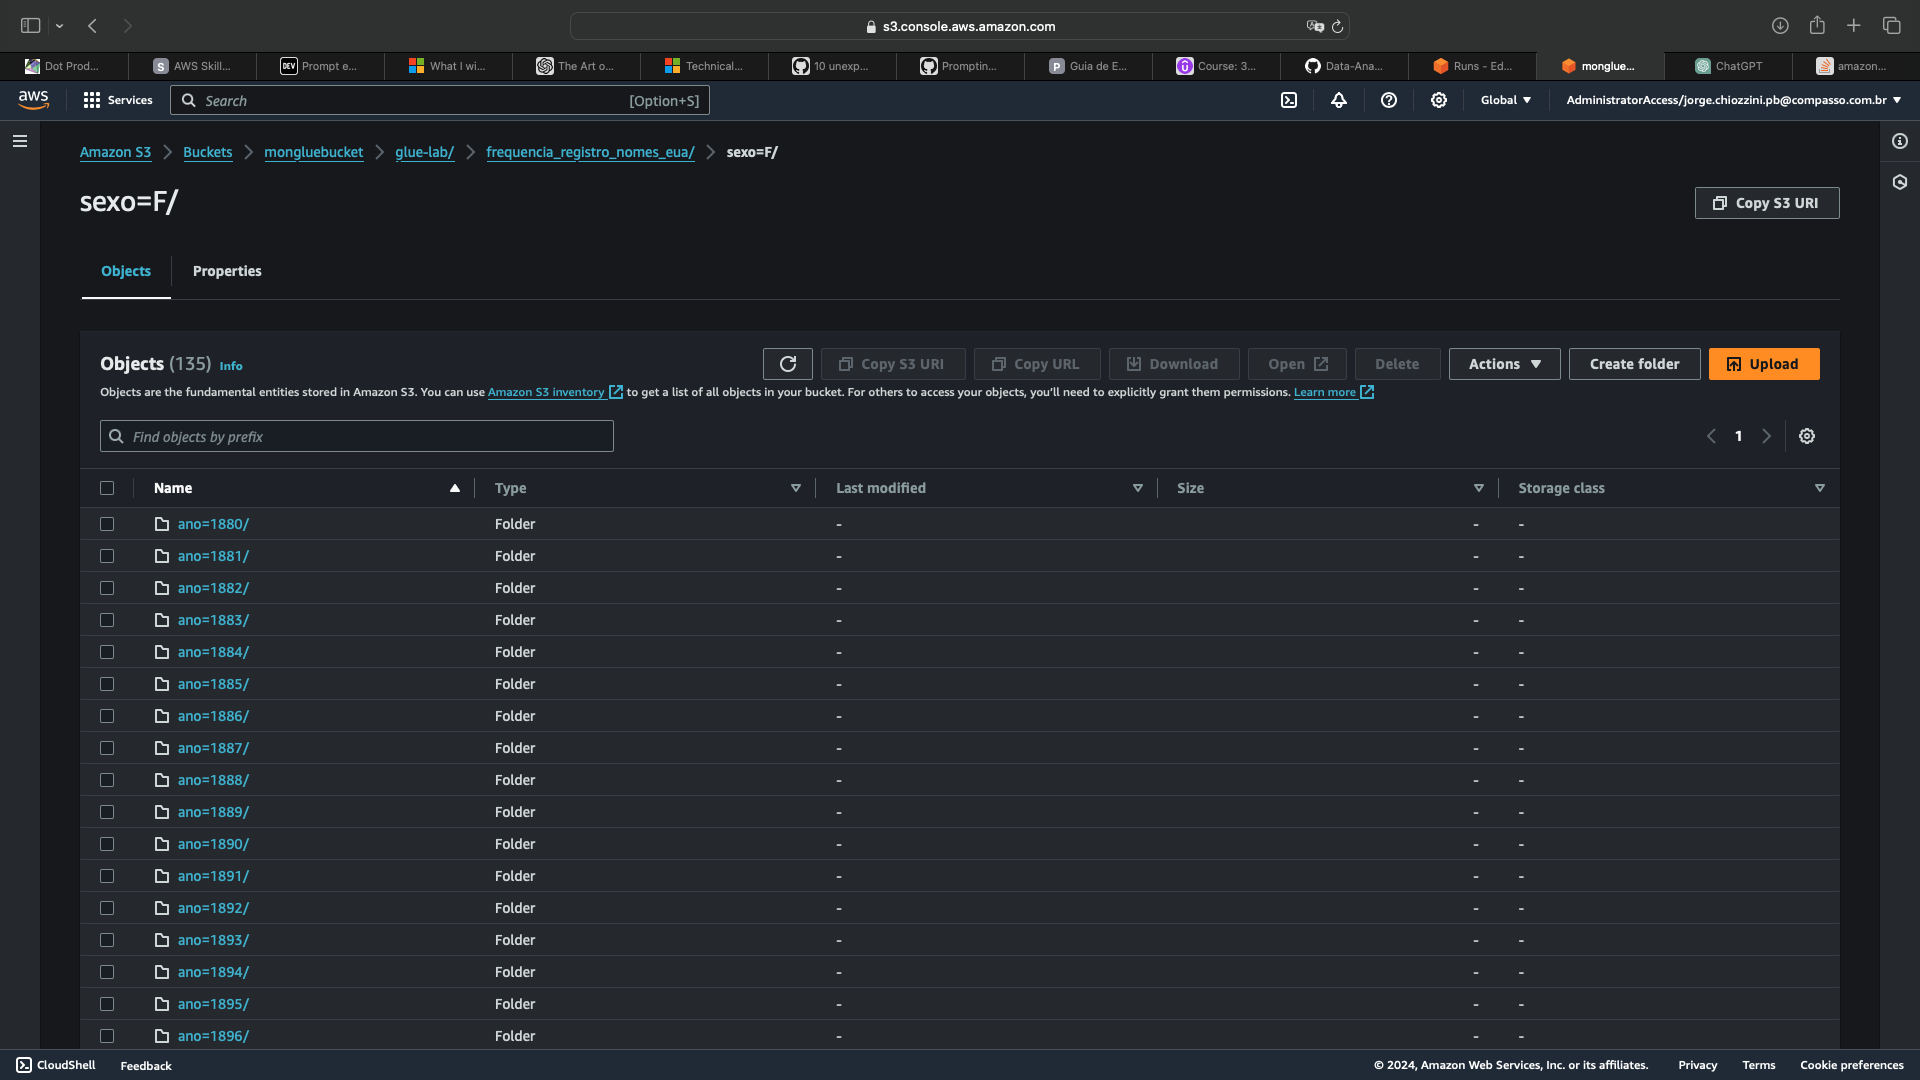 s3.console.aws.amazon.com
Dot Prod...
S AWS Skill...
DEV Prompt e...
What I wi...
The Art o...
Technical...
10 unexp...
Promptin...
P Guia de E...
Course: 3...
Data-Ana...
Runs - Ed...
monglue...
ChatGPT
amazon...
aws Services Search [Option+S] Global AdministratorAccess/jorge.chiozzini.pb@compasso.com.br
Amazon S3 Buckets mongluebucket glue-lab/ frequencia_registro_nomes_eua/ sexo=F/
sexo=F/
Copy S3 URI
Objects Properties
Objects (135) Info
Copy S3 URI Copy URL Download Open Delete Actions Create folder Upload
Objects are the fundamental entities stored in Amazon S3. You can use Amazon S3 inventory to get a list of all objects in your bucket. For others to access your objects, you'll need to explicitly grant them permissions. Learn more
Find objects by prefix
1
Name Type Last modified Size Storage class
ano=1880/ Folder - - -
ano=1881/ Folder - - -
ano=1882/ Folder - - -
ano=1883/ Folder - - -
ano=1884/ Folder - - -
ano=1885/ Folder - - -
ano=1886/ Folder - - -
ano=1887/ Folder - - -
ano=1888/ Folder - - -
ano=1889/ Folder - - -
ano=1890/ Folder - - -
ano=1891/ Folder - - -
ano=1892/ Folder - - -
ano=1893/ Folder - - -
ano=1894/ Folder - - -
ano=1895/ Folder - - -
ano=1896/ Folder - - -
CloudShell Feedback © 2024, Amazon Web Services, Inc. or its affiliates. Privacy Terms Cookie preferences